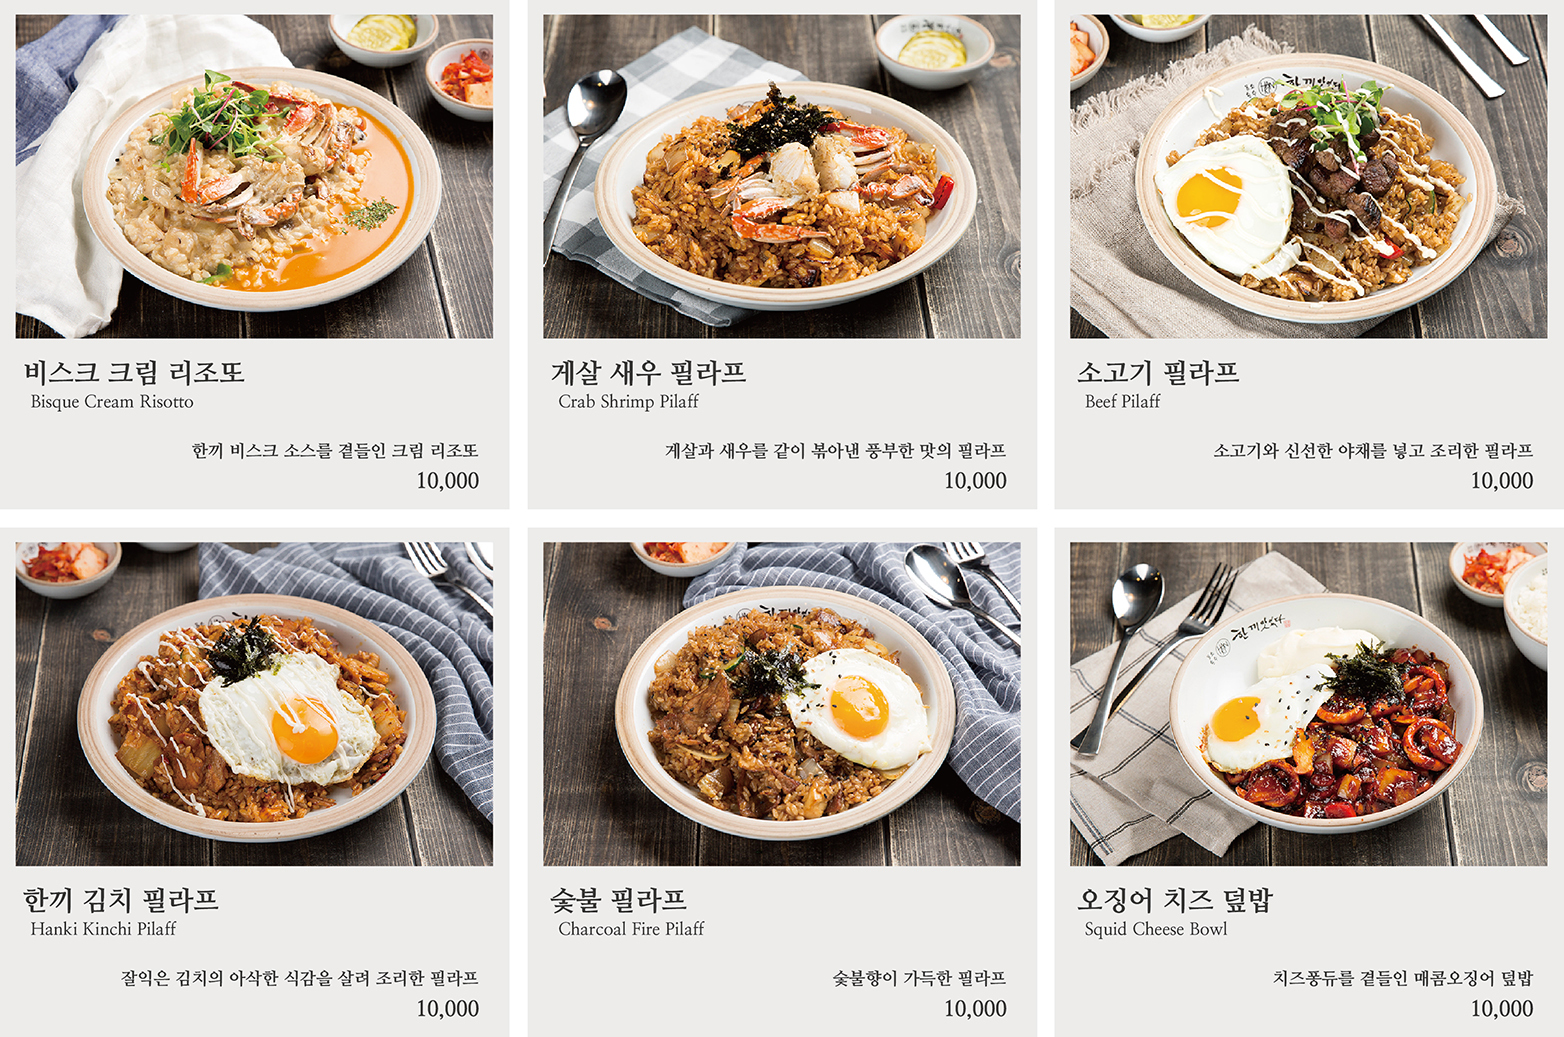 비스크 크림 리조또
Bisque Cream Risotto
한끼 비스크 소스를 곁들인 크림 리조또
10,000
게살 새우 필라프
Crab Shrimp Pilaff
게살과 새우를 같이 볶아낸 풍부한 맛의 필라프
10,000
소고기 필라프
Beef Pilaff
소고기와 신선한 야채를 넣고 조리한 필라프
10,000
한끼 김치 필라프
Hanki Kinchi Pilaff
잘익은 김치의 아삭한 식감을 살려 조리한 필라프
10,000
숯불 필라프
Charcoal Fire Pilaff
숯불향이 가득한 필라프
10,000
한끼맛있다
오징어 치즈 덮밥
Squid Cheese Bowl
치즈퐁듀를 곁들인 매콤오징어 덮밥
10,000